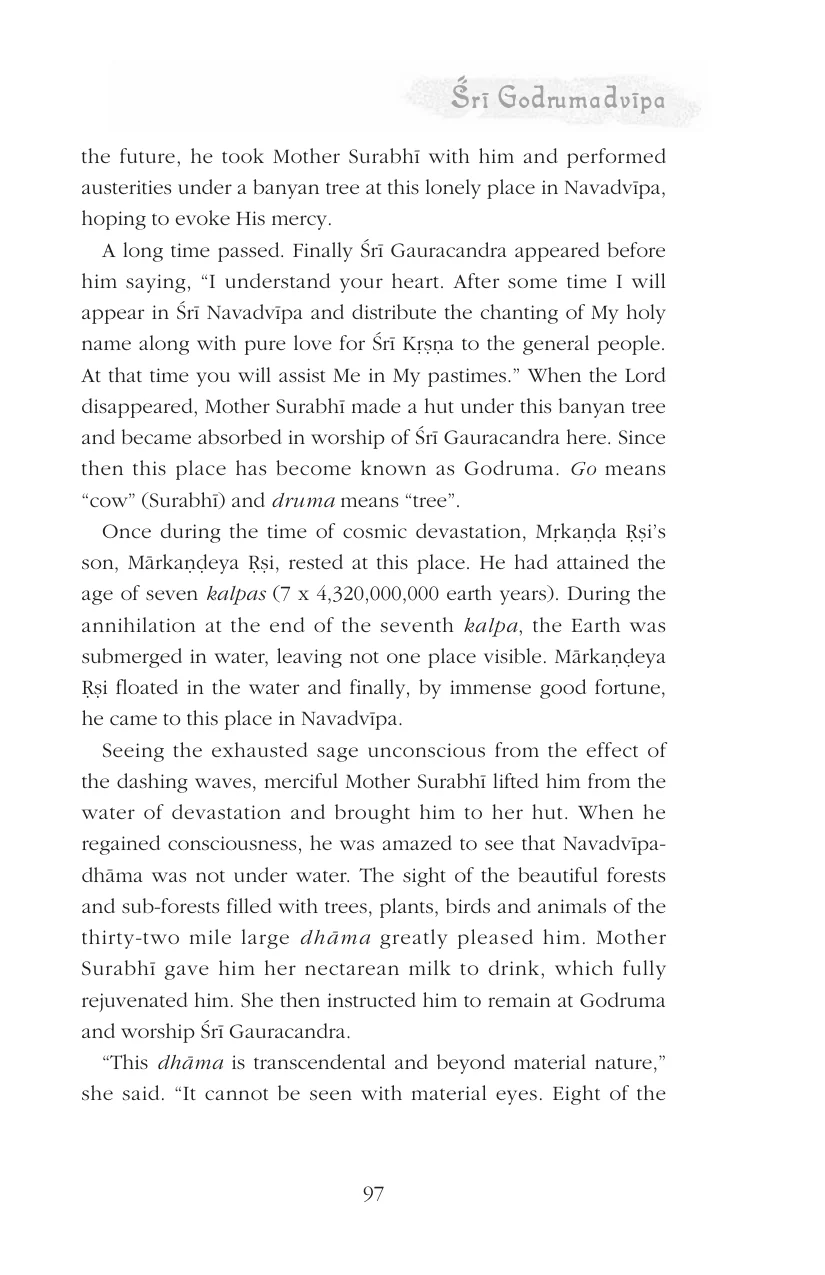 Śrī Godrumadvīpa
the future, he took Mother Surabhī with him and performed
austerities under a banyan tree at this lonely place in Navadvīpa,
hoping to evoke His mercy.
A long time passed. Finally Śrī Gauracandra appeared before
him saying, “I understand your heart. After some time I will
appear in Śrī Navadvīpa and distribute the chanting of My holy
name along with pure love for Śrī Kṛṣṇa to the general people.
At that time you will assist Me in My pastimes.” When the Lord
disappeared, Mother Surabhī made a hut under this banyan tree
and became absorbed in worship of Śrī Gauracandra here. Since
then this place has become known as Godruma. Go means
“cow” (Surabhī) and druma means “tree”.
Once during the time of cosmic devastation, Mṛkaṇḍa Ṛṣi’s
son, Mārkaṇḍeya Ṛṣi, rested at this place. He had attained the
age of seven kalpas (7 x 4,320,000,000 earth years). During the
annihilation at the end of the seventh kalpa, the Earth was
submerged in water, leaving not one place visible. Mārkaṇḍeya
Ṛṣi floated in the water and finally, by immense good fortune,
he came to this place in Navadvīpa.
Seeing the exhausted sage unconscious from the effect of
the dashing waves, merciful Mother Surabhī lifted him from the
water of devastation and brought him to her hut. When he
regained consciousness, he was amazed to see that Navadvīpa-
dhāma was not under water. The sight of the beautiful forests
and sub-forests filled with trees, plants, birds and animals of the
thirty-two mile large dhāma greatly pleased him. Mother
Surabhī gave him her nectarean milk to drink, which fully
rejuvenated him. She then instructed him to remain at Godruma
and worship Śrī Gauracandra.
“This dhāma is transcendental and beyond material nature,”
she said. “It cannot be seen with material eyes. Eight of the
97